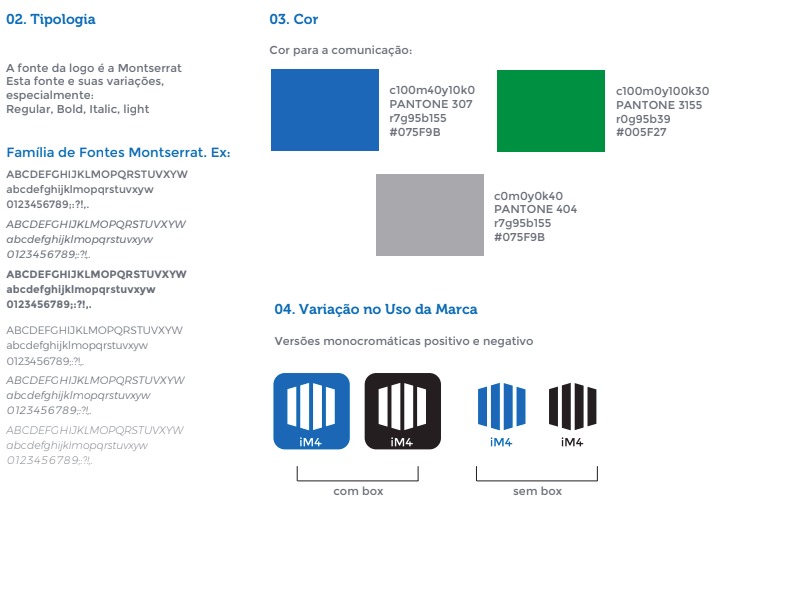 02. Tipologia
A fonte da logo é a Montserrat
Esta fonte e suas variações,
especialmente:
Regular, Bold, Italic, light
Família de Fontes Montserrat. Ex:
ABCDEFGHIJKLMOPQRSTUVXYW
abcdefghijklmopqrstuvxyw
0123456789;:?!,.
ABCDEFGHIJKLMOPQRSTUVXYW
abcdefghijklmopqrstuvxyw
0123456789;:?!,.
ABCDEFGHIJKLMOPQRSTUVXYW
abcdefghijklmopqrstuvxyw
0123456789;:?!,.
ABCDEFGHIJKLMOPQRSTUVXYW
abcdefghijklmopqrstuvxyw
0123456789;:?!,.
ABCDEFGHIJKLMOPQRSTUVXYW
abcdefghijklmopqrstuvxyw
0123456789;:?!,.
ABCDEFGHIJKLMOPQRSTUVXYW
abcdefghijklmopqrstuvxyw
0123456789;:?!,.
03. Cor
Cor para a comunicação:
c100m40y10k0
PANTONE 307
r7g95b155
#075F9B
c100m0y100k30
PANTONE 3155
r0g95b39
#005F27
c0m0y0k40
PANTONE 404
r7g95b155
#075F9B
04. Variação no Uso da Marca
Versões monocromáticas positivo e negativo
iM4
iM4
iM4
iM4
com box
sem box